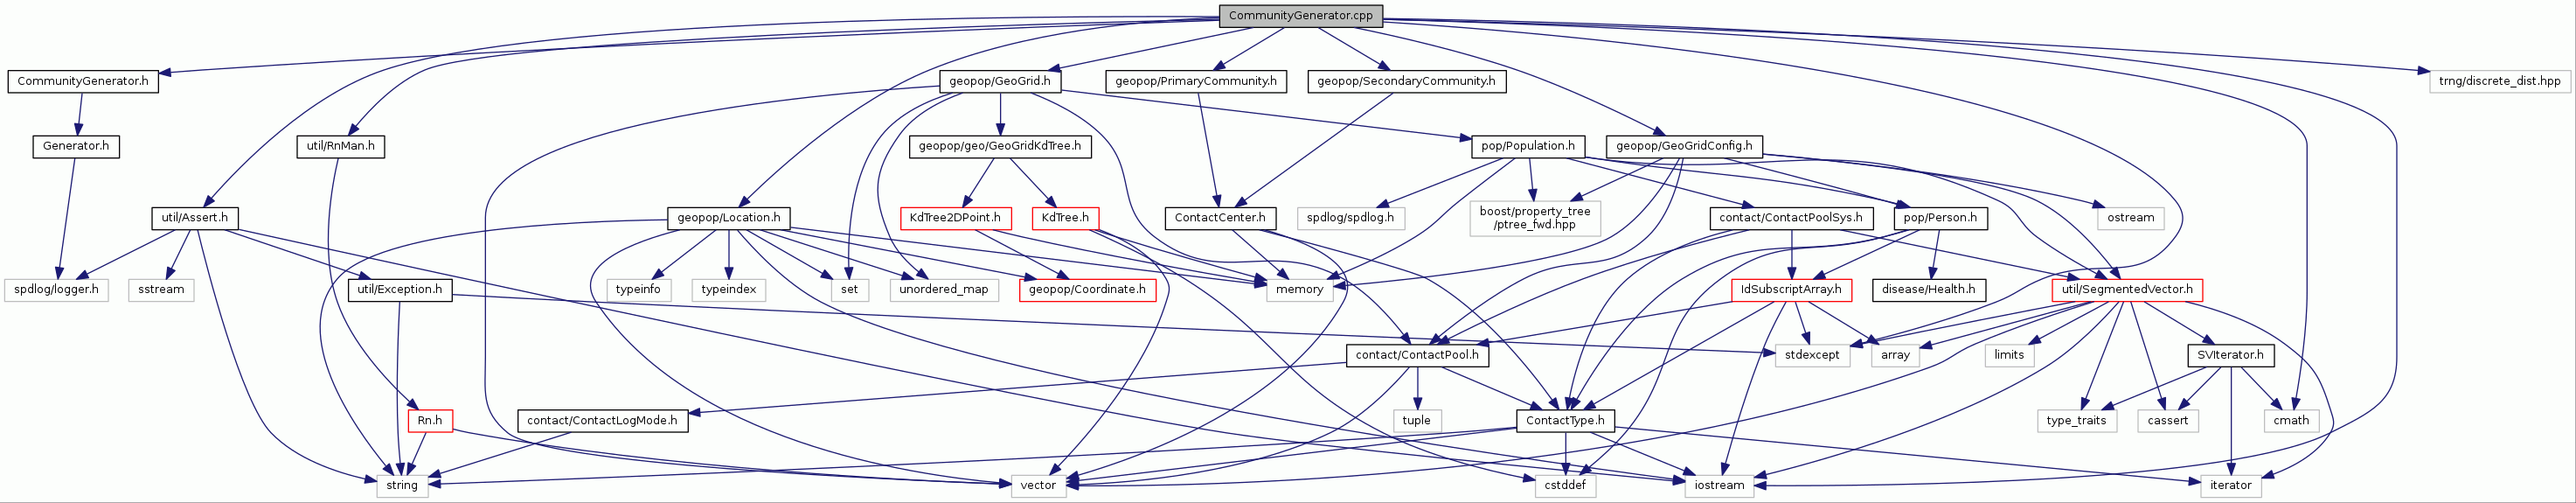 CommunityGenerator.cpp
CommunityGenerator.h
geopop/GeoGrid.h
geopop/PrimaryCommunity.h
geopop/SecondaryCommunity.h
trng/discrete_dist.hpp
Generator.h
util/RnMan.h
geopop/geo/GeoGridKdTree.h
pop/Population.h
geopop/GeoGridConfig.h
util/Assert.h
geopop/Location.h
KdTree2DPoint.h
KdTree.h
ContactCenter.h
spdlog/spdlog.h
boost/property_tree
/ptree_fwd.hpp
contact/ContactPoolSys.h
pop/Person.h
ostream
spdlog/logger.h
sstream
util/Exception.h
typeinfo
typeindex
set
unordered_map
geopop/Coordinate.h
memory
IdSubscriptArray.h
disease/Health.h
util/SegmentedVector.h
contact/ContactPool.h
stdexcept
array
limits
SVIterator.h
Rn.h
contact/ContactLogMode.h
tuple
ContactType.h
type_traits
cassert
cmath
string
vector
cstddef
iostream
iterator